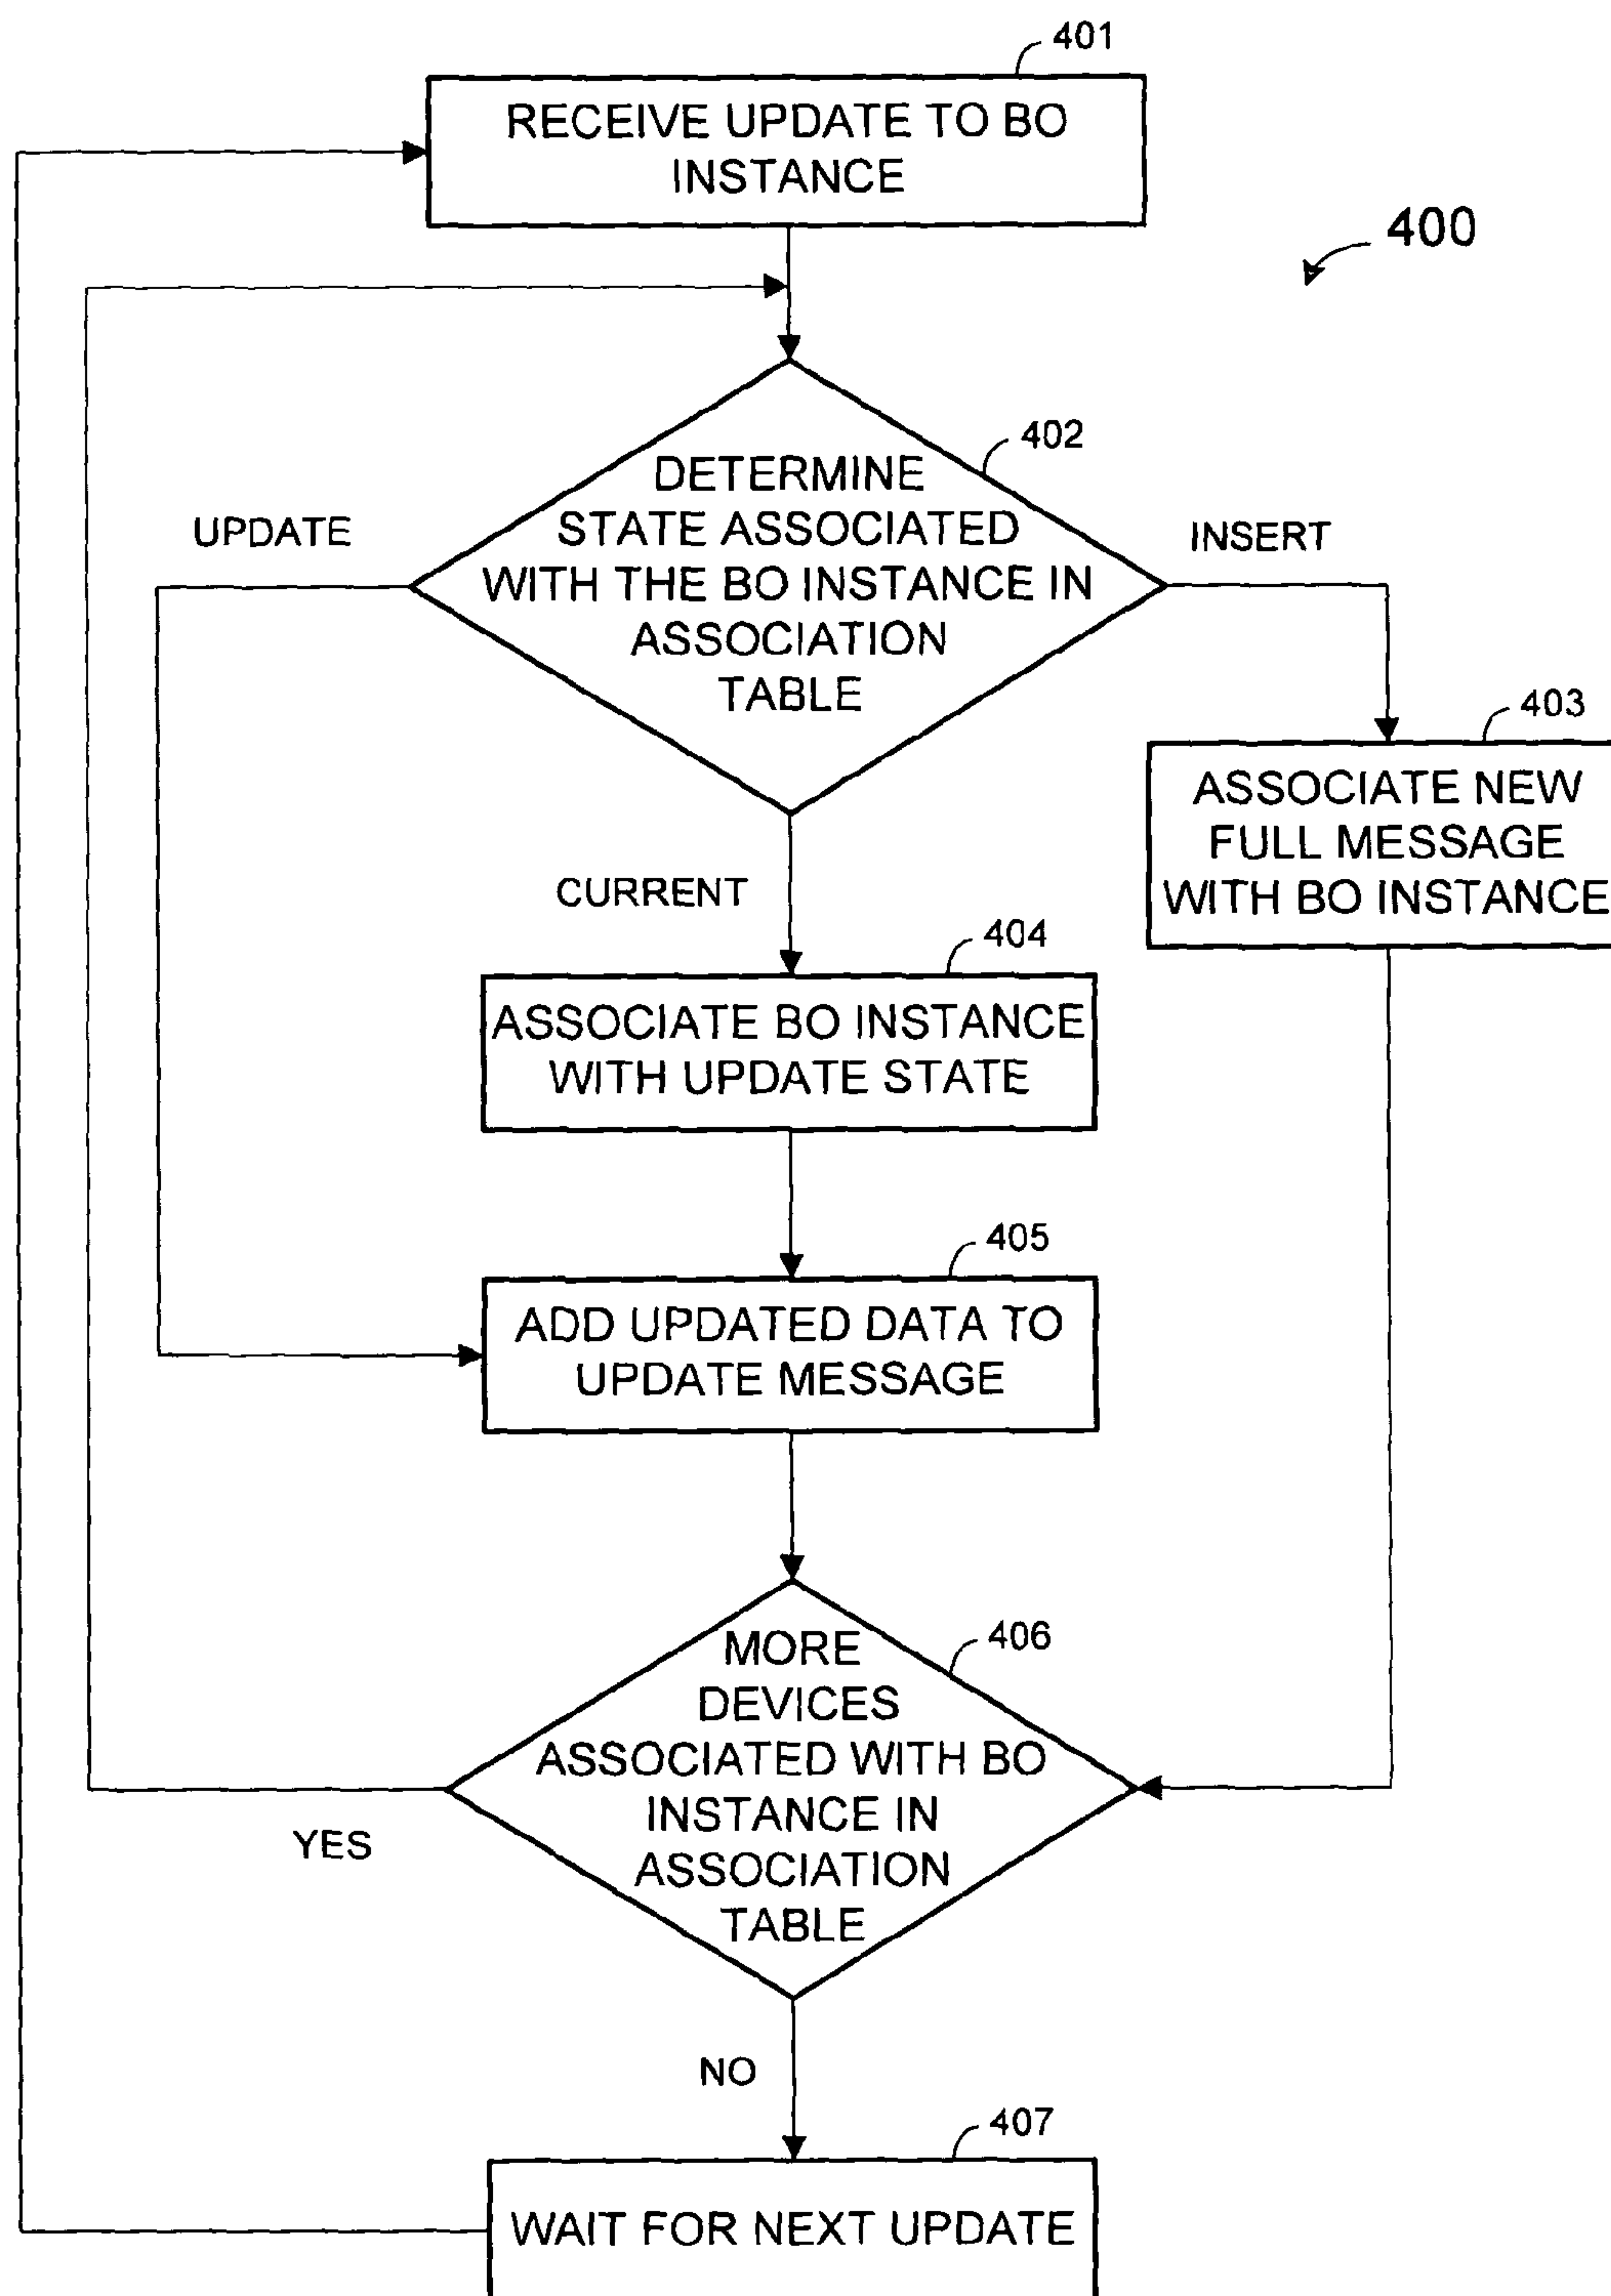 401
RECEIVE UPDATE TO BO
INSTANCE
400
402
DETERMINE
STATE ASSOCIATED
WITH THE BO INSTANCE IN
ASSOCIATION
TABLE
UPDATE
INSERT
403
ASSOCIATE NEW
FULL MESSAGE
WITH BO INSTANCE
CURRENT
404
ASSOCIATE BO INSTANCE
WITH UPDATE STATE
405
ADD UPDATED DATA TO
UPDATE MESSAGE
406
MORE
DEVICES
ASSOCIATED WITH BO
INSTANCE IN
ASSOCIATION
TABLE
YES
NO
407
WAIT FOR NEXT UPDATE